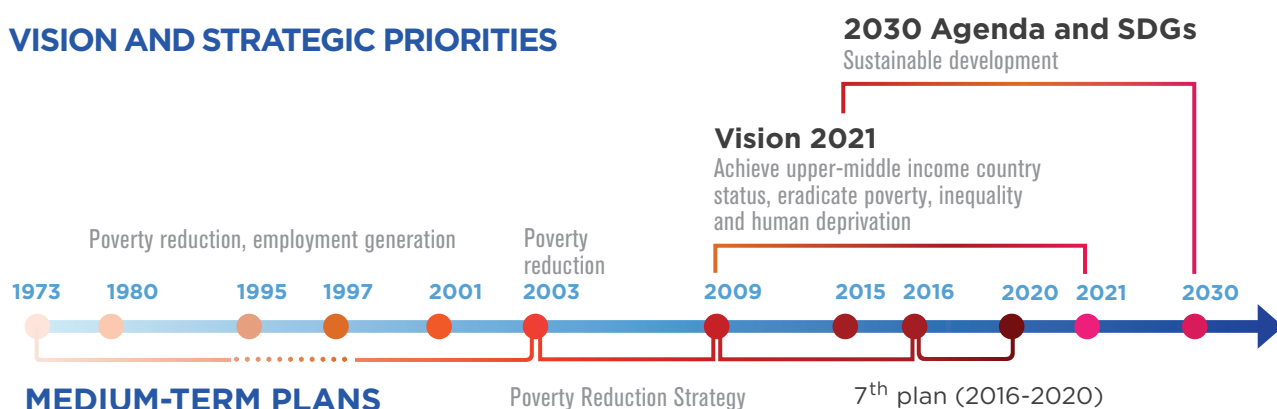 VISION AND STRATEGIC PRIORITIES
2030 Agenda and SDGs
Sustainable development
Vision 2021
Achieve upper-middle income country
status, eradicate poverty, inequality
and human deprivation
Poverty reduction, employment generation
Poverty
reduction
1973 1980 1995 1997 2001 2003 2009 2015 2016 2020 2021 2030
MEDIUM-TERM PLANS
Poverty Reduction Strategy
7th plan (2016-2020)